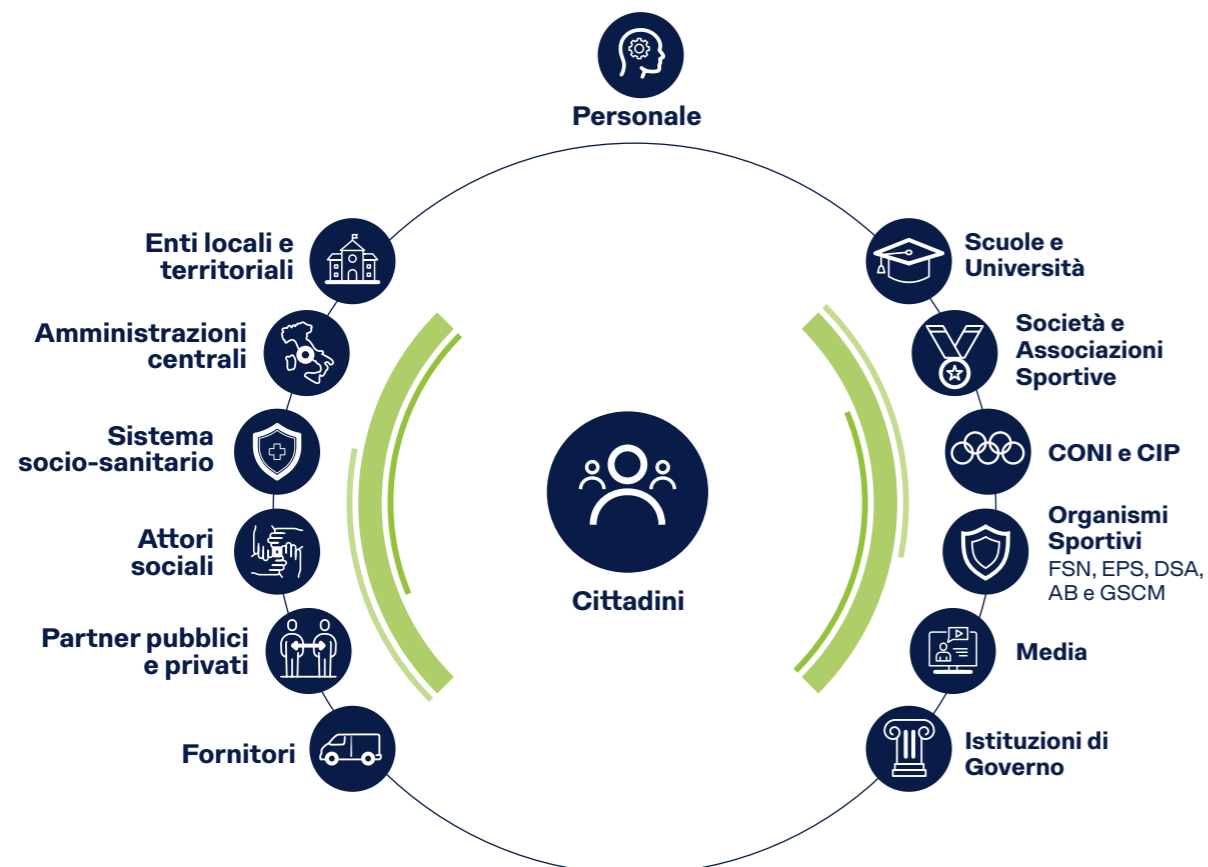 Personale
Enti locali e
territoriali
Amministrazioni
centrali
Sistema
socio-sanitario
Attori
sociali
Partner pubblici
e privati
Fornitori
Cittadini
Scuole e
Università
Società e
Associazioni
Sportive
CONI e CIP
Organismi
Sportivi
FSN, EPS, DSA,
AB e GSCM
Media
Istituzioni di
Governo